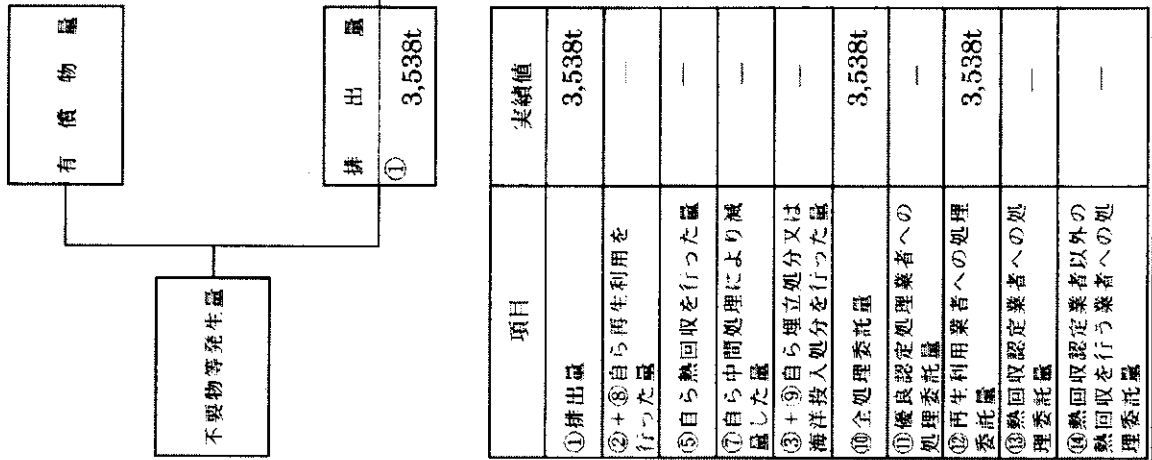 不要物等発生量
有償物量
排出量
① 3,538t
項目 実績値
①排出量 3,538t
②+⑧自ら再生利用を
行った量 —
⑤自ら熱回収を行った量 —
⑦自ら中間処理により減
量した量 —
③+⑨自ら埋立処分又は
海洋投入処分を行った量 —
⑩全処理委託量 3,538t
⑪優良認定処理業者への
処理委託量 —
⑫再生利用業者への処理
委託量 3,538t
⑬熱回収認定業者への処
理委託量 —
⑭熱回収認定業者以外の
熱回収を行う業者への処
理委託量 —